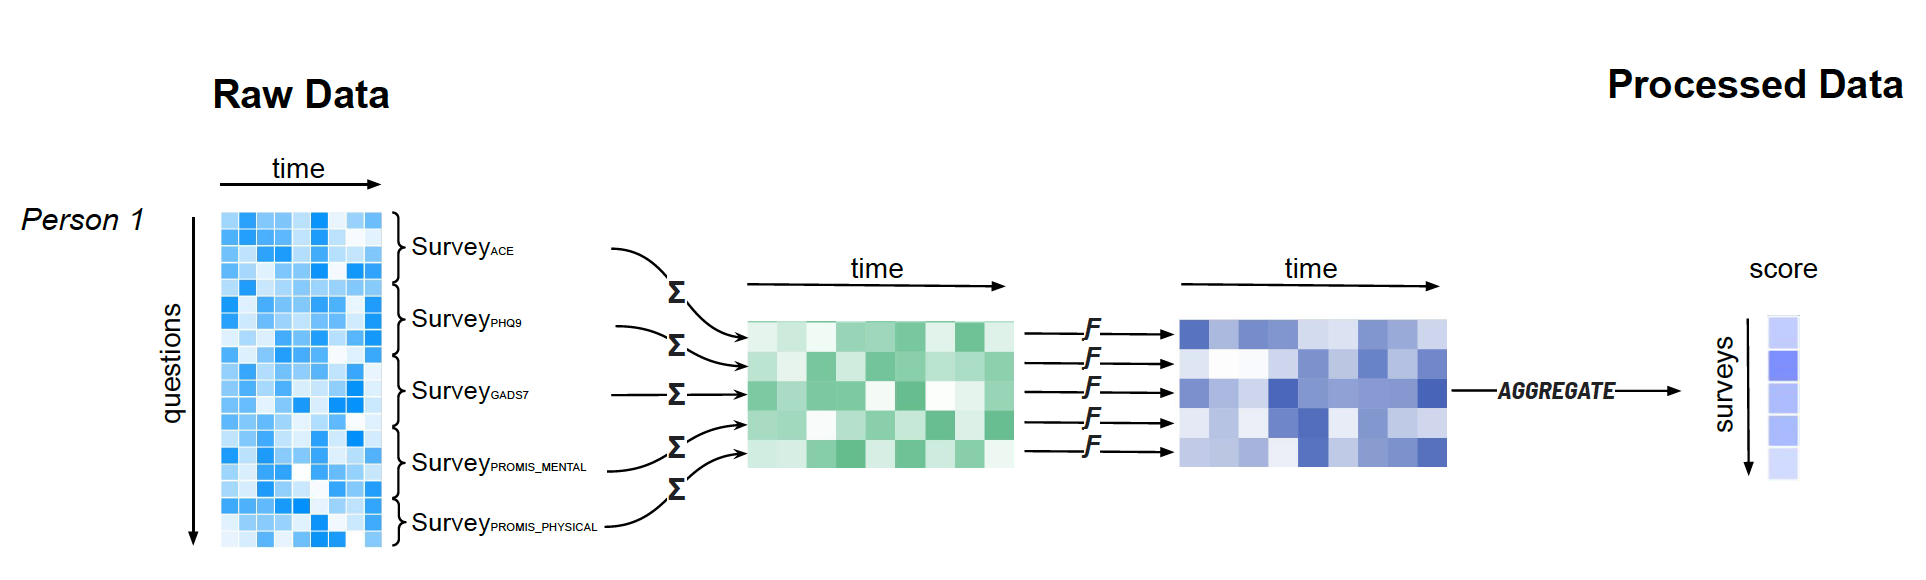 Raw Data
Processed Data
time
Person 1
questions
SurveyACE
SurveyPHQ9
SurveyGADS7
SurveyPROMIS_MENTAL
SurveyPROMIS_PHYSICAL
Σ
Σ
Σ
Σ
Σ
time
F
F
F
F
F
time
AGGREGATE
score
surveys